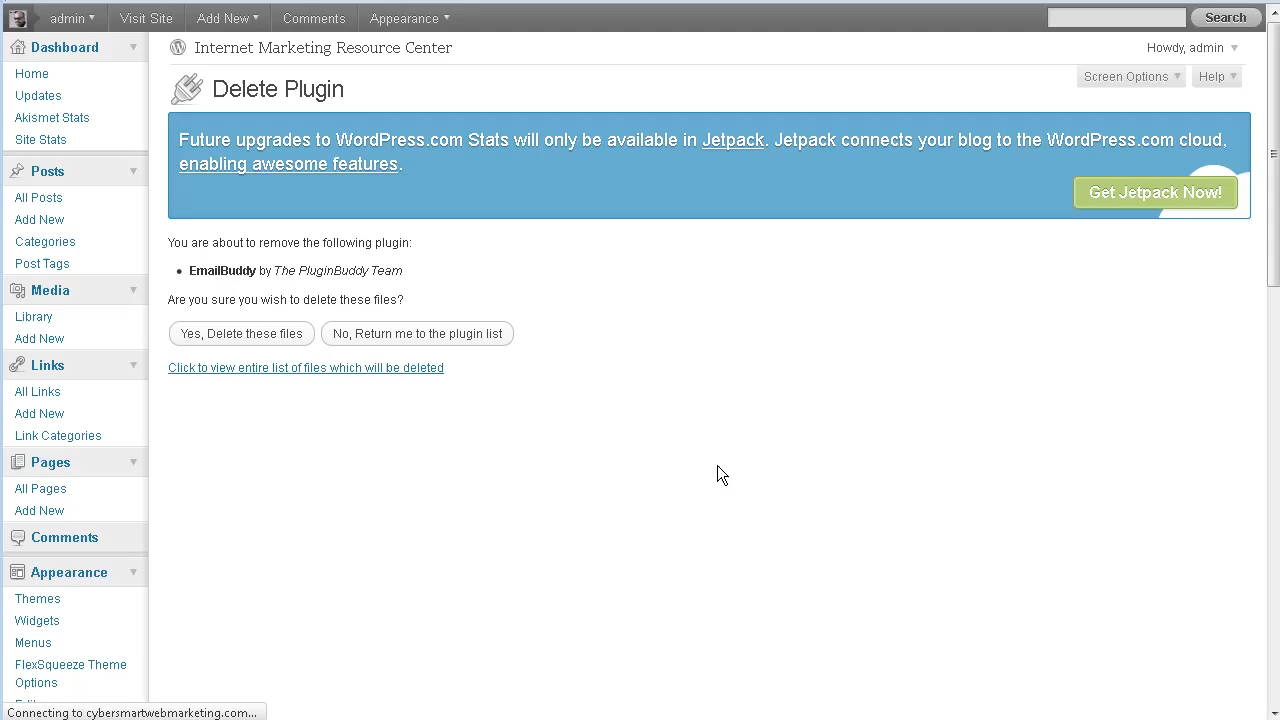 admin Visit Site Add New Comments Appearance Search
Dashboard
Home
Updates
Akismet Stats
Site Stats
Posts
All Posts
Add New
Categories
Post Tags
Media
Library
Add New
Links
All Links
Add New
Link Categories
Pages
All Pages
Add New
Comments
Appearance
Themes
Widgets
Menus
FlexSqueeze Theme
Options
Internet Marketing Resource Center
Howdy, admin
Screen Options Help
Delete Plugin
Future upgrades to WordPress.com Stats will only be available in Jetpack. Jetpack connects your blog to the WordPress.com cloud,
enabling awesome features.
Get Jetpack Now!
You are about to remove the following plugin:
• EmailBuddy by The PluginBuddy Team
Are you sure you wish to delete these files?
Yes, Delete these files No, Return me to the plugin list
Click to view entire list of files which will be deleted
Connecting to cybersmartwebmarketing.com...